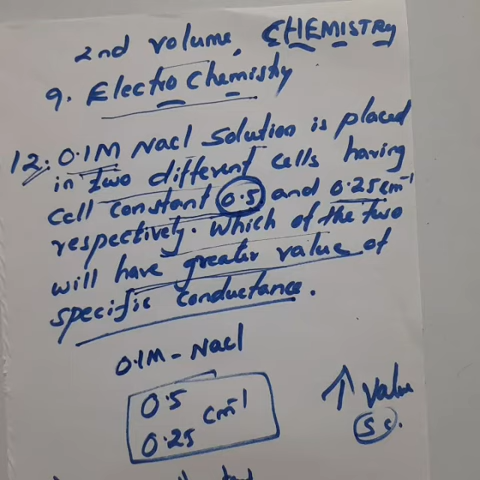 2nd volume, CHEMISTRY
9. Electro Chemistry
12. 0.1M Nacl Solution is placed
in two different cells having
cell constant 0.5 and 0.25cm⁻¹
respectively. Which of the two
will have greater value of
specific conductance.
0.1M - Nacl
0.5
0.25 cm⁻¹
↑ Value
S C.